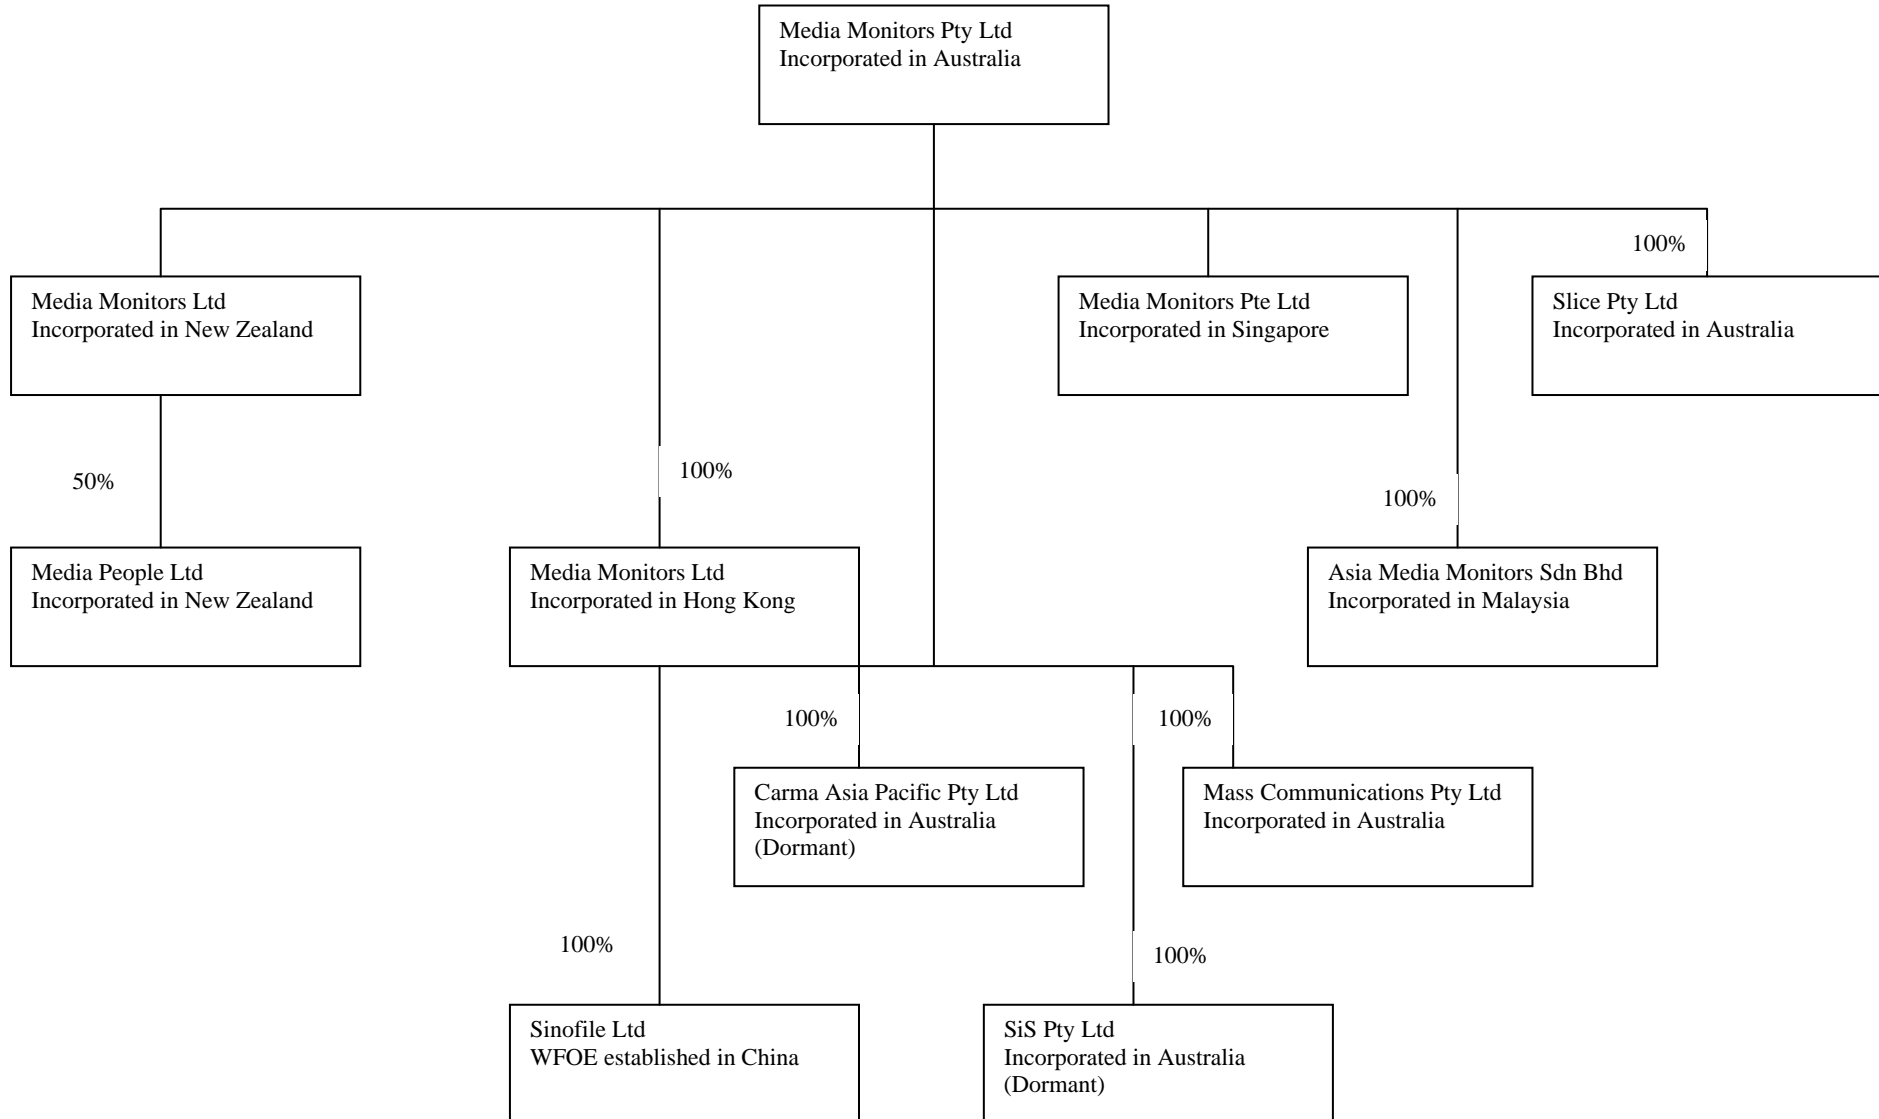 Media Monitors Pty Ltd
Incorporated in Australia
100%
Media Monitors Ltd
Incorporated in New Zealand
Media Monitors Pte Ltd
Incorporated in Singapore
Slice Pty Ltd
Incorporated in Australia
50%
100%
100%
Media People Ltd
Incorporated in New Zealand
Media Monitors Ltd
Incorporated in Hong Kong
Asia Media Monitors Sdn Bhd
Incorporated in Malaysia
100%
100%
Carma Asia Pacific Pty Ltd
Incorporated in Australia
(Dormant)
Mass Communications Pty Ltd
Incorporated in Australia
100%
100%
Sinofile Ltd
WFOE established in China
SiS Pty Ltd
Incorporated in Australia
(Dormant)